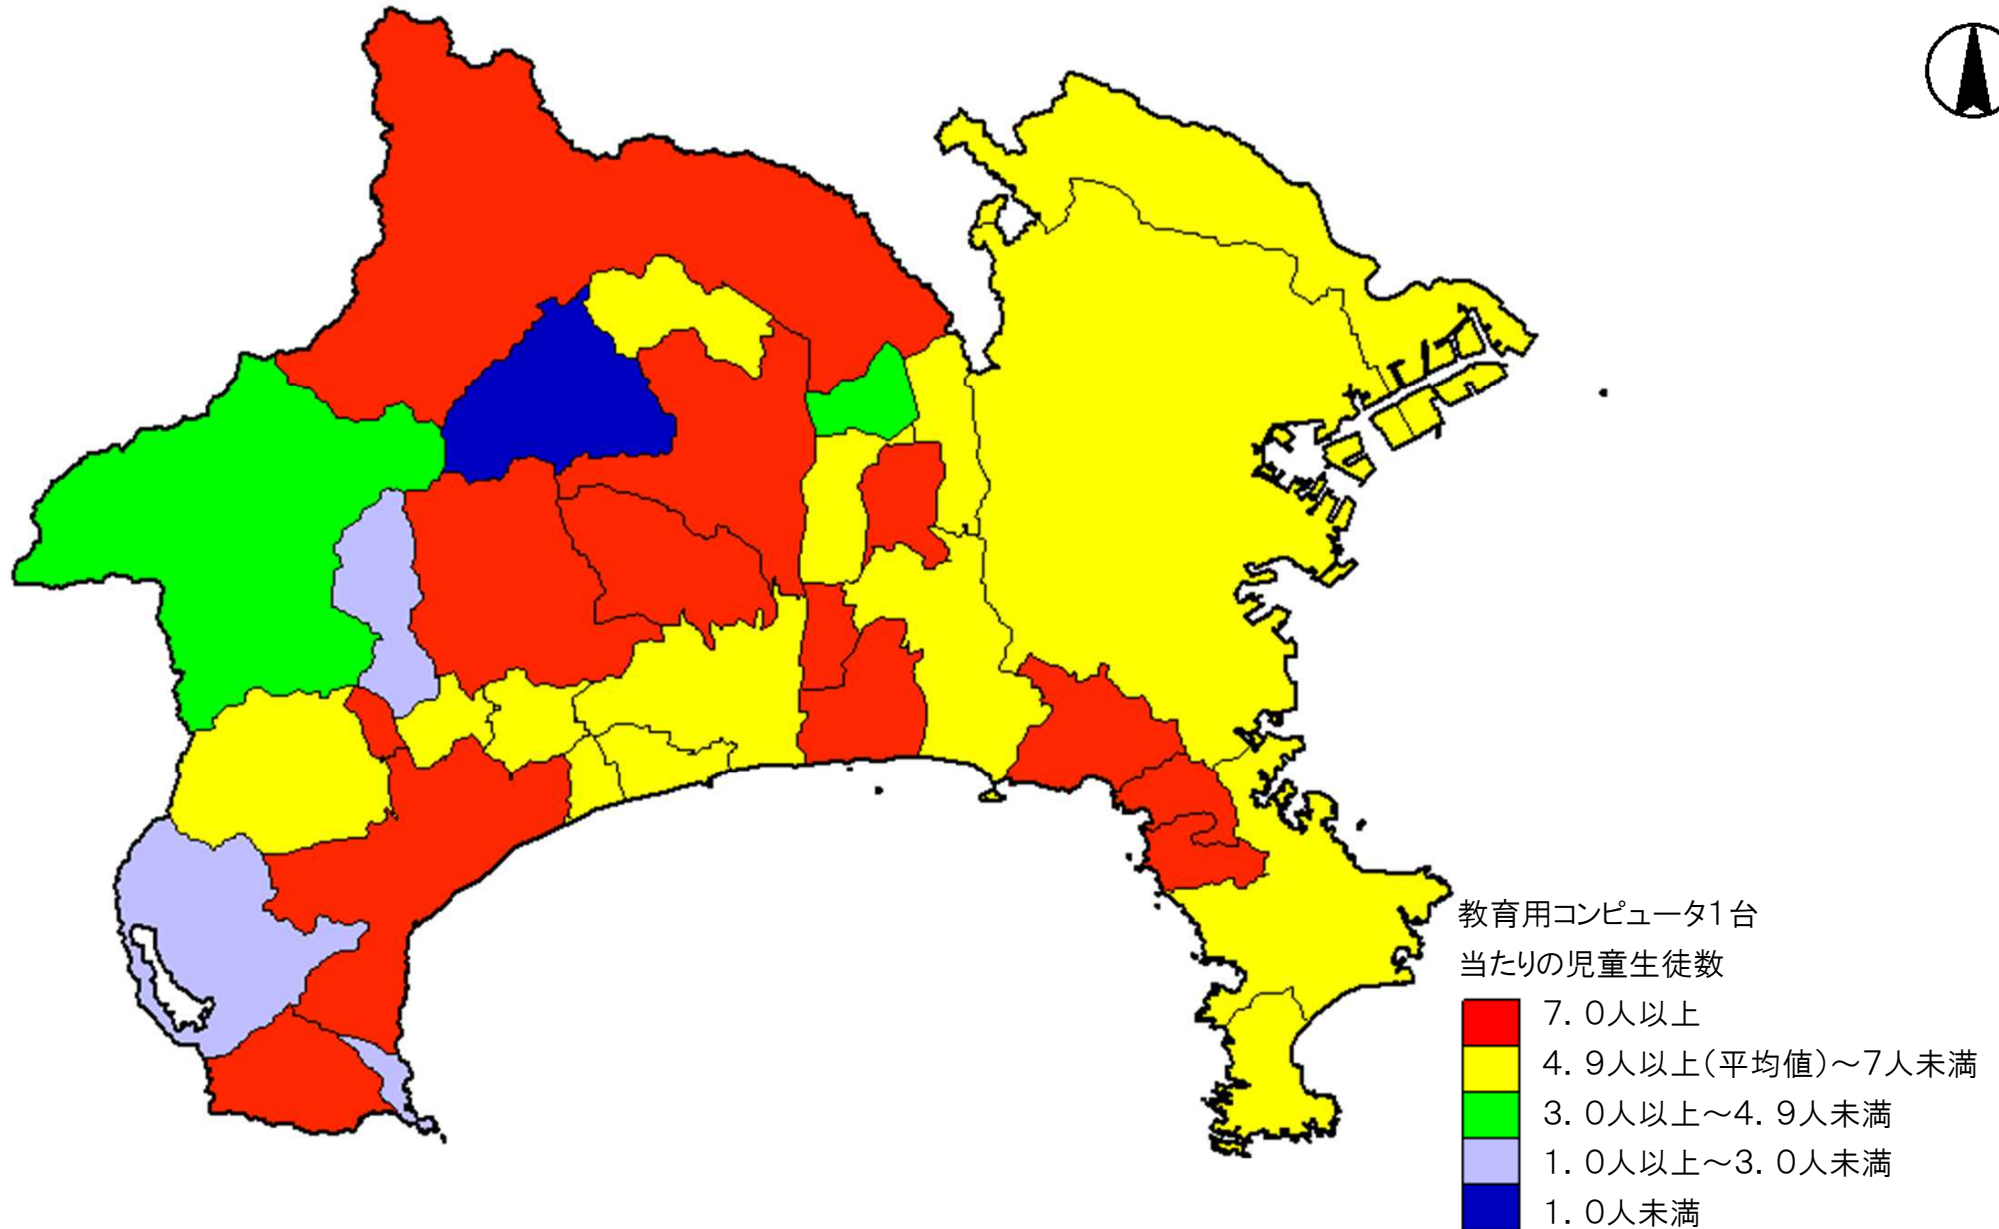 教育用コンピュータ1台
当たりの児童生徒数
7．0人以上
4．9人以上（平均値）～7人未満
3．0人以上～4．9人未満
1．0人以上～3．0人未満
1．0人未満